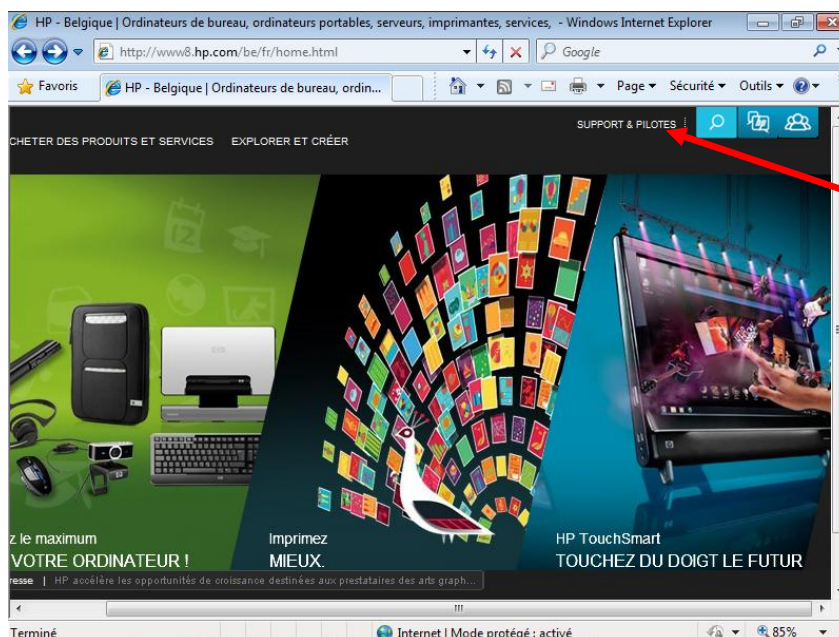 HP - Belgique | Ordinateurs de bureau, ordinateurs portables, serveurs, imprimantes, services, - Windows Internet Explorer
http://www8.hp.com/be/fr/home.html
Google
Favoris
HP - Belgique | Ordinateurs de bureau, ordin...
Page
Sécurité
Outils
SUPPORT & PILOTES
CHETER DES PRODUITS ET SERVICES EXPLORER ET CRÉER
12
z le maximum
VOTRE ORDINATEUR !
Imprimez
MIEUX.
HP TouchSmart
TOUCHEZ DU DOIGT LE FUTUR
resse | HP accélère les opportunités de croissance destinées aux prestataires des arts graph...
Terminé
Internet | Mode protégé : activé
85%